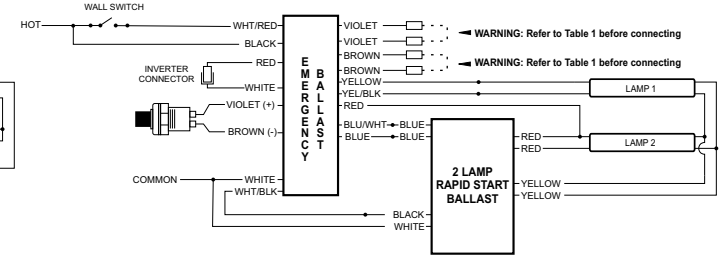 WALL SWITCH
HOT
WHT/RED
BLACK
RED
INVERTER
CONNECTOR
WHITE
VIOLET (+)
BROWN (-)
COMMON
WHITE
WHT/BLK
EMERGENCY
BALLAST
VIOLET
VIOLET
BROWN
BROWN
YELLOW
YEL/BLK
RED
BLU/WHT
BLUE
BLUE
BLUE
WARNING: Refer to Table 1 before connecting
WARNING: Refer to Table 1 before connecting
LAMP 1
LAMP 2
RED
RED
2 LAMP
RAPID START
BALLAST
YELLOW
YELLOW
BLACK
WHITE